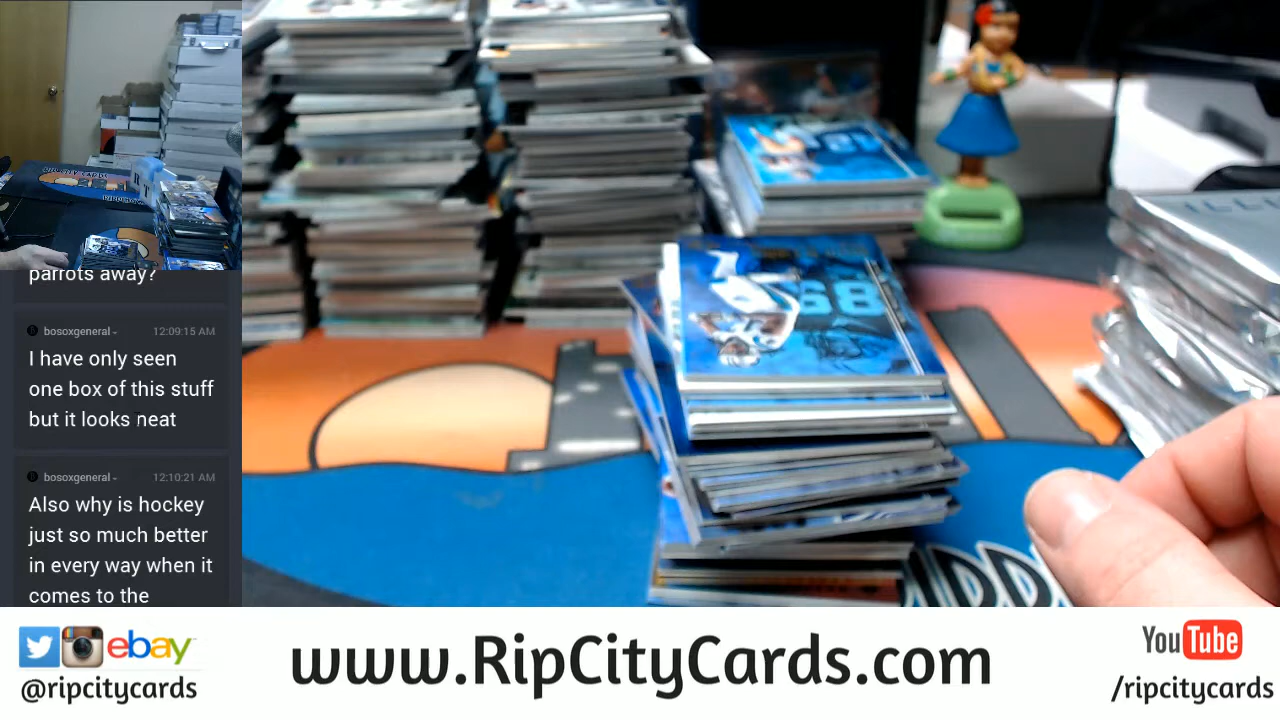 parrots away?
bosoxgeneral
12:09:15 AM
I have only seen
one box of this stuff
but it looks neat
bosoxgeneral
12:10:21 AM
Also why is hockey
just so much better
in every way when it
comes to the
68
ebay
@ripcitycards
www.RipCityCards.com
YouTube
/ripcitycards